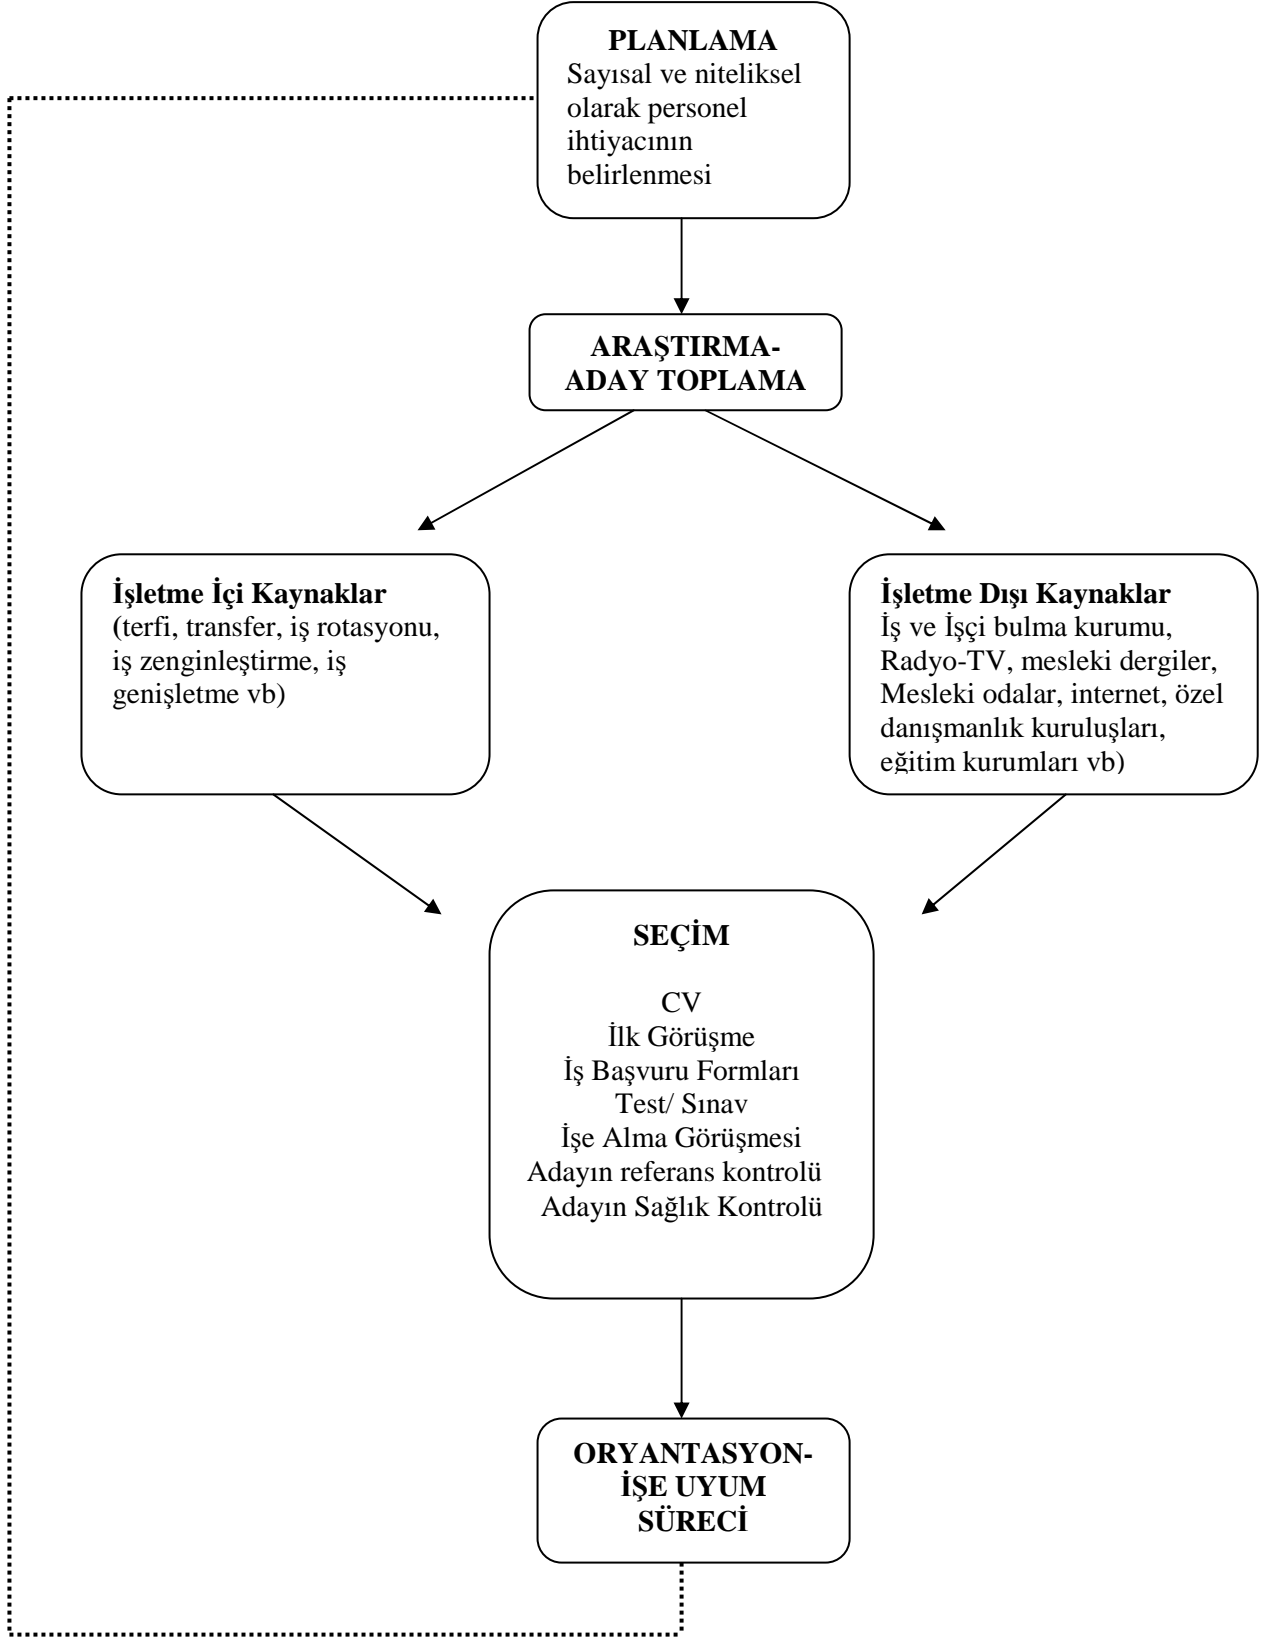 PLANLAMA
Sayısal ve niteliksel
olarak personel
ihtiyacının
belirlenmesi
ARAŞTIRMA-
ADAY TOPLAMA
İşletme İçi Kaynaklar
(terfi, transfer, iş rotasyonu,
iş zenginleştirme, iş
genişletme vb)
İşletme Dışı Kaynaklar
İş ve İşçi bulma kurumu,
Radyo-TV, mesleki dergiler,
Mesleki odalar, internet, özel
danışmanlık kuruluşları,
eğitim kurumları vb)
SEÇİM
CV
İlk Görüşme
İş Başvuru Formları
Test/ Sınav
İşe Alma Görüşmesi
Adayın referans kontrolü
Adayın Sağlık Kontrolü
ORYANTASYON-
İŞE UYUM
SÜRECİ